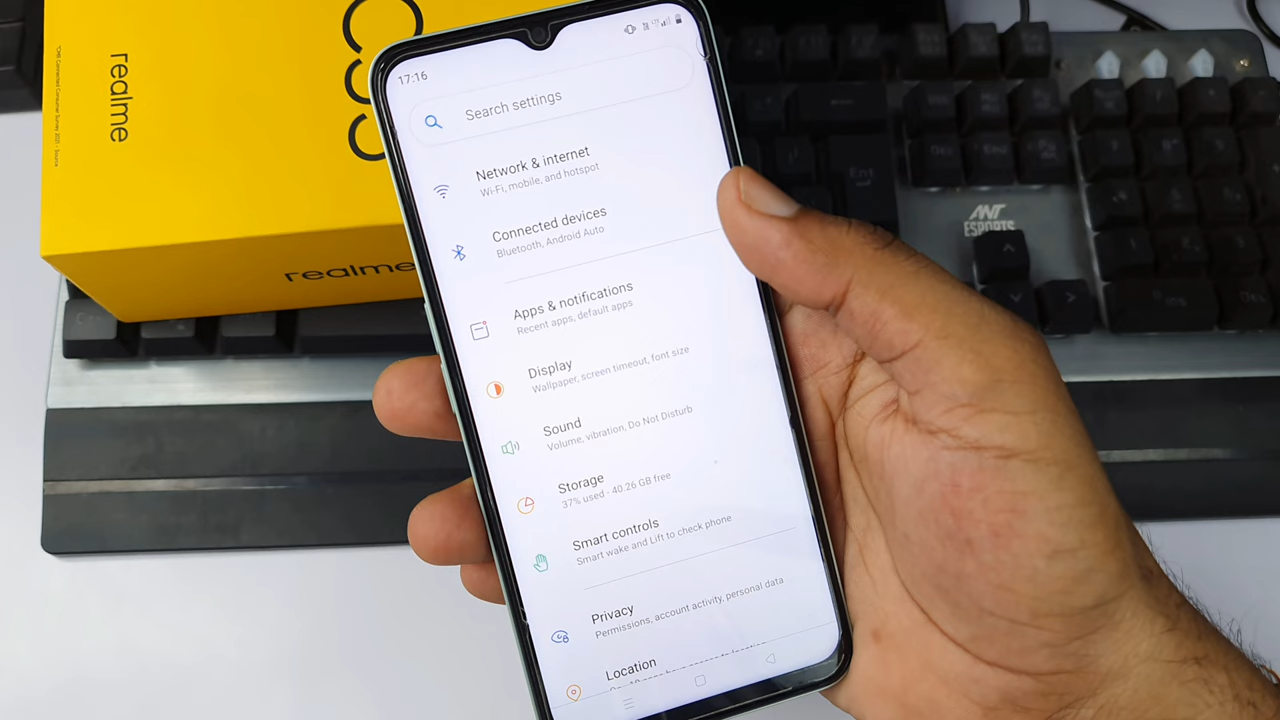 realme
realme
17:16
Search settings
Network & internet
Wi-Fi, mobile, and hotspot
Connected devices
Bluetooth, Android Auto
Apps & notifications
Recent apps, default apps
Display
Wallpaper, screen timeout, font size
Sound
Volume, vibration, Do Not Disturb
Storage
37% used - 40.26 GB free
Smart controls
Smart wake and Lift to check phone
Privacy
Permissions, account activity, personal data
Location
ANT
ESPORTS
Ent
Ins